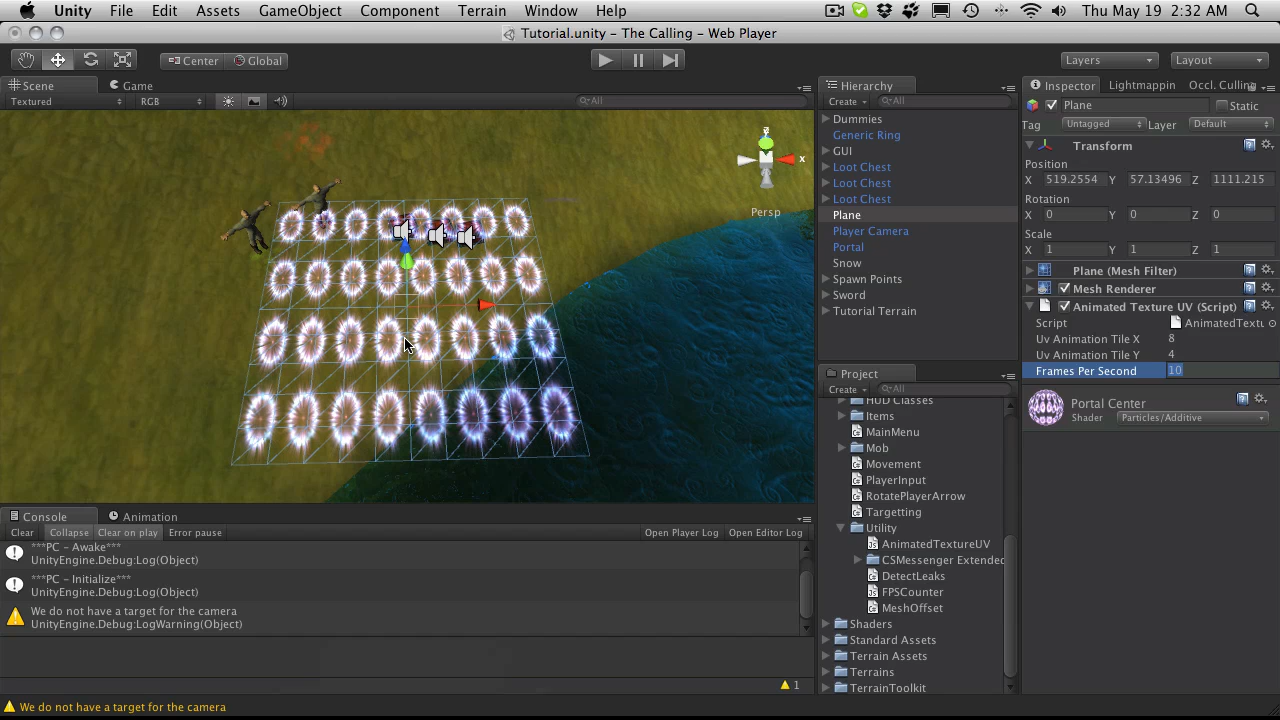 Unity File Edit Assets GameObject Component Terrain Window Help Thu May 19 2:32 AM
Tutorial.unity - The Calling - Web Player
Center Global Layers Layout
Scene Game
Textured RGB All
z
x
Persp
Hierarchy
Create All
Dummies
Generic Ring
GUI
Loot Chest
Loot Chest
Loot Chest
Plane
Player Camera
Portal
Snow
Spawn Points
Sword
Tutorial Terrain
Project
Create All
HUD Classes
Items
MainMenu
Mob
Movement
PlayerInput
RotatePlayerArrow
Targetting
Utility
AnimatedTextureUV
CSMessenger Extended
DetectLeaks
FPSCounter
MeshOffset
Shaders
Standard Assets
Terrain Assets
Terrains
TerrainToolkit
Inspector Lightmappin Occl. Culling
Plane Static
Tag Untagged Layer Default
Transform
Position
X 519.2554 Y 57.13496 Z 1111.215
Rotation
X 0 Y 0 Z 0
Scale
X 1 Y 1 Z 1
Plane (Mesh Filter)
Mesh Renderer
Animated Texture UV (Script)
Script AnimatedTextu
Uv Animation Tile X 8
Uv Animation Tile Y 4
Frames Per Second 10
Portal Center
Shader Particles/Additive
Console Animation
Clear Collapse Clear on play Error pause Open Player Log Open Editor Log
***PC - Awake***
UnityEngine.Debug:Log(Object)
***PC - Initialize***
UnityEngine.Debug:Log(Object)
We do not have a target for the camera
UnityEngine.Debug:LogWarning(Object)
1
We do not have a target for the camera